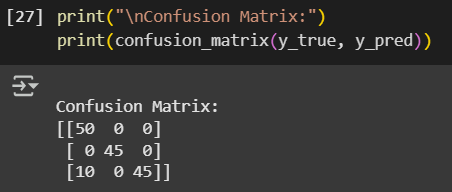 [27] print("\nConfusion Matrix:")
print(confusion_matrix(y_true, y_pred))
Confusion Matrix:
[[50  0  0]
 [ 0 45  0]
 [10  0 45]]